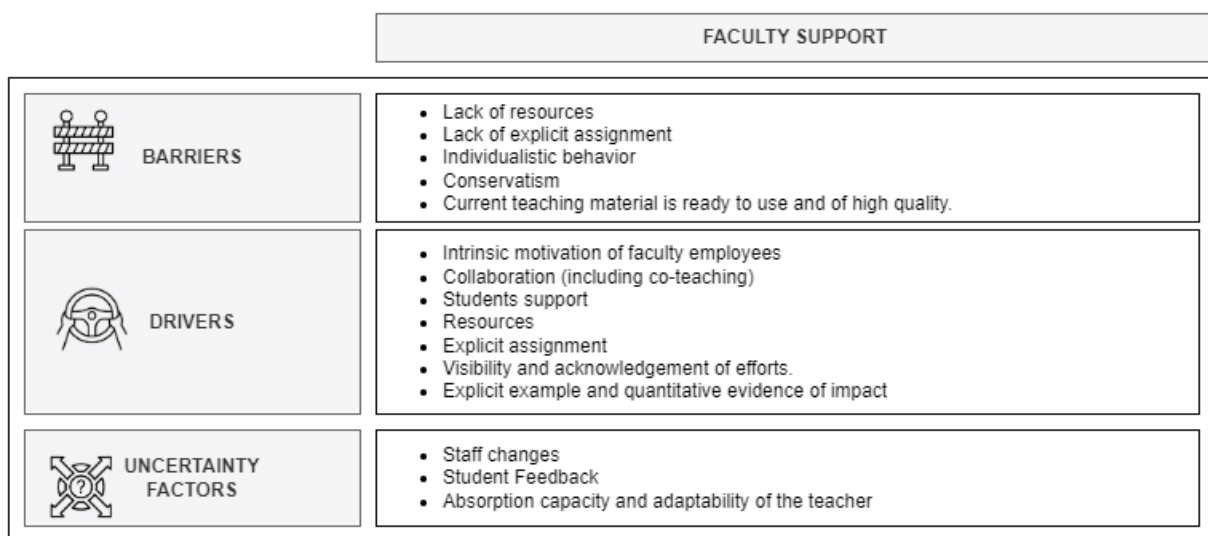 FACULTY SUPPORT
BARRIERS
• Lack of resources
• Lack of explicit assignment
• Individualistic behavior
• Conservatism
• Current teaching material is ready to use and of high quality.
DRIVERS
• Intrinsic motivation of faculty employees
• Collaboration (including co-teaching)
• Students support
• Resources
• Explicit assignment
• Visibility and acknowledgement of efforts.
• Explicit example and quantitative evidence of impact
?
UNCERTAINTY
FACTORS
• Staff changes
• Student Feedback
• Absorption capacity and adaptability of the teacher